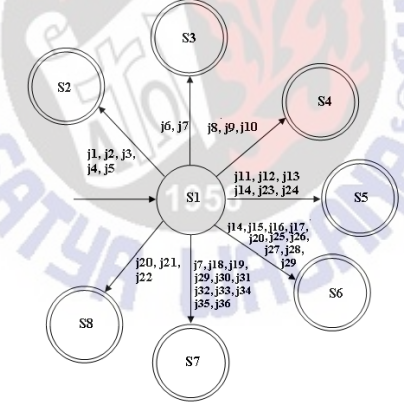 S3
S2
S4
j6, j7
j8, j9, j10
j1, j2, j3,
j4, j5
j11, j12, j13
j14, j23, j24
S1
S5
j14, j15, j16, j17,
j20, j25, j26,
j27, j28,
j29
j20, j21,
j22
j7, j18, j19,
j29, j30, j31
j32, j33, j34
j35, j36
S6
S8
S7